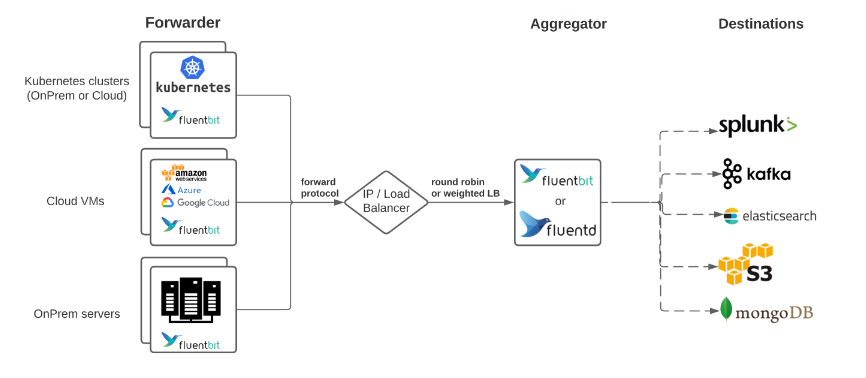 Forwarder
Aggregator
Destinations
Kubernetes clusters
(OnPrem or Cloud)
kubernetes
fluentbit
Cloud VMs
amazon
webservices
Azure
Google Cloud
fluentbit
OnPrem servers
fluentbit
forward
protocol
IP / Load
Balancer
round robin
or weighted LB
fluentbit
or
fluentd
splunk>
kafka
elasticsearch
S3
mongoDB